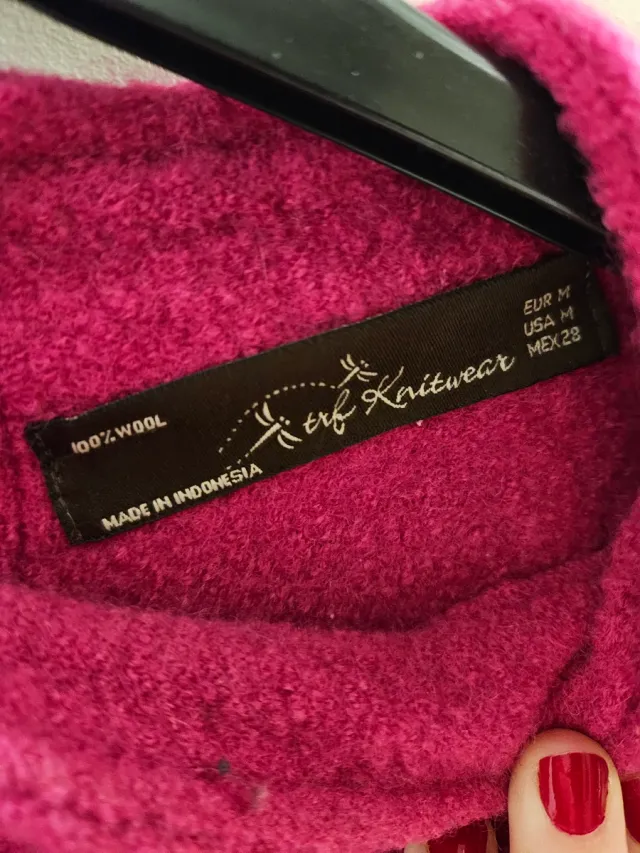 100% WOOL
MADE IN INDONESIA
trf Knitwear
EUR M
USA M
MEX 28